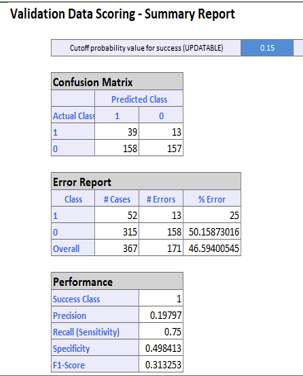 Validation Data Scoring - Summary Report
Cutoff probability value for success (UPDATABLE) 0.15
Confusion Matrix
Predicted Class
Actual Class 1 0
1 39 13
0 158 157
Error Report
Class # Cases # Errors % Error
1 52 13 25
0 315 158 50.15873016
Overall 367 171 46.59400545
Performance
Success Class 1
Precision 0.19797
Recall (Sensitivity) 0.75
Specificity 0.498413
F1-Score 0.313253